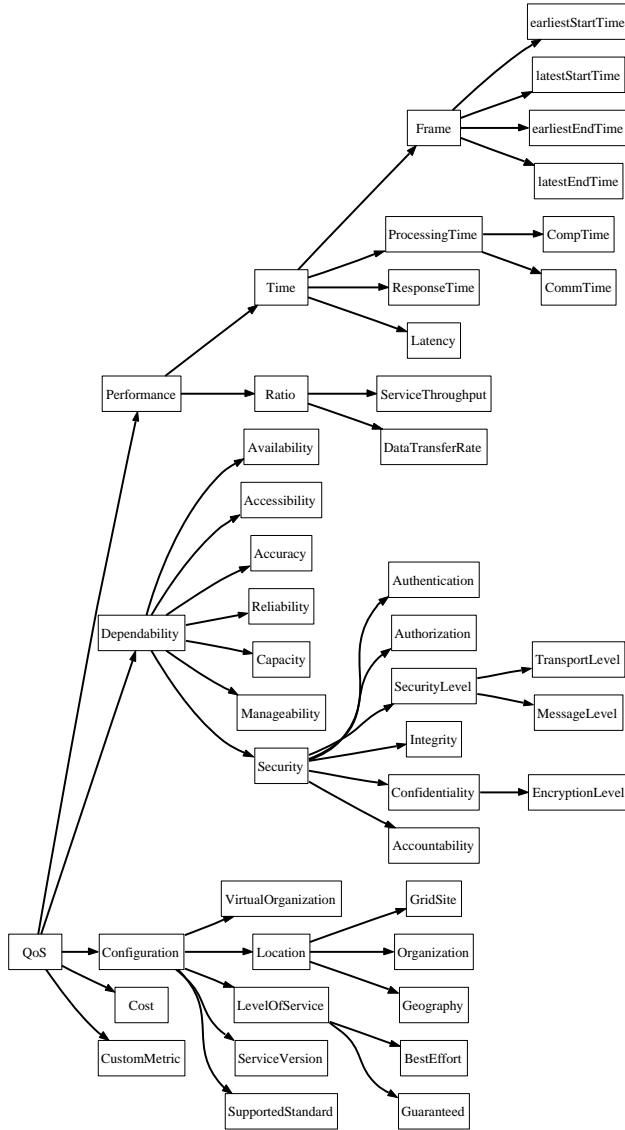 earliestStartTime
latestStartTime
Frame
earliestEndTime
latestEndTime
ProcessingTime
CompTime
Time
ResponseTime
CommTime
Latency
Performance
Ratio
ServiceThroughput
DataTransferRate
Availability
Accessibility
Accuracy
Authentication
Reliability
Dependability
Authorization
Capacity
TransportLevel
SecurityLevel
Manageability
MessageLevel
Integrity
Security
Confidentiality
EncryptionLevel
Accountability
VirtualOrganization
GridSite
QoS
Configuration
Location
Organization
Cost
LevelOfService
Geography
CustomMetric
ServiceVersion
BestEffort
SupportedStandard
Guaranteed